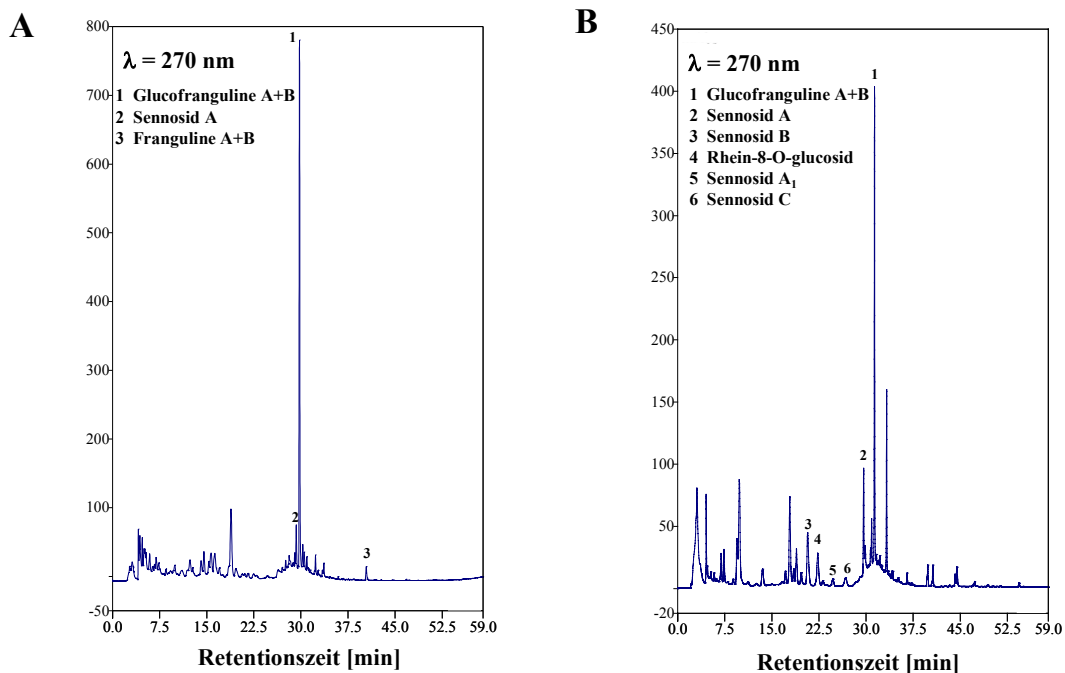 A
λ = 270 nm
1 Glucofranguline A+B
2 Sennosid A
3 Franguline A+B
800
700
600
500
400
300
200
100
-50
1
2
3
0.0 7.5 15.0 22.5 30.0 37.5 45.0 52.5 59.0
Retentionszeit [min]
B
λ = 270 nm
1 Glucofranguline A+B
2 Sennosid A
3 Sennosid B
4 Rhein-8-O-glucosid
5 Sennosid A₁
6 Sennosid C
450
400
350
300
250
200
150
100
50
-20
1
2
3
4
5
6
0.0 7.5 15.0 22.5 30.0 37.5 45.0 52.5 59.0
Retentionszeit [min]